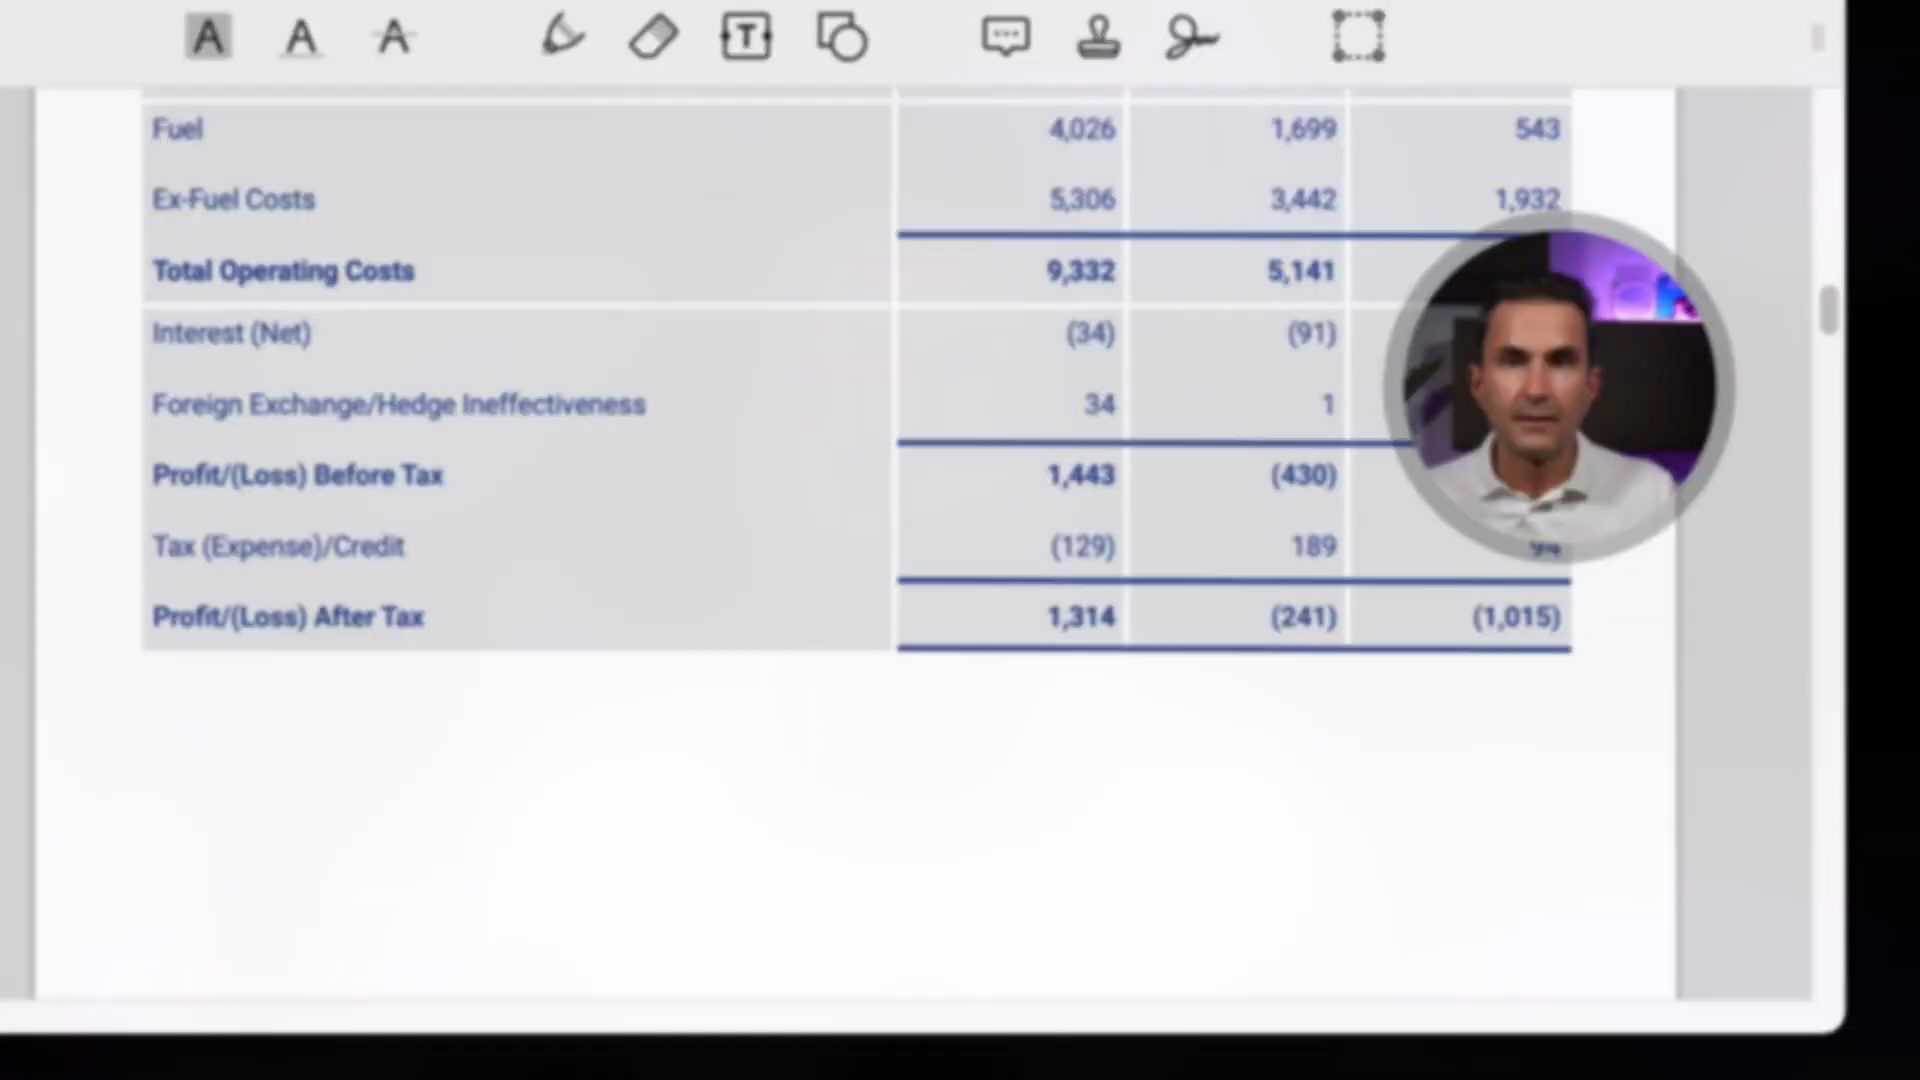 A A A T
Fuel 4,026 1,699 543
Ex-Fuel Costs 5,306 3,442 1,932
Total Operating Costs 9,332 5,141
Interest (Net) (34) (91)
Foreign Exchange/Hedge Ineffectiveness 34 1
Profit/(Loss) Before Tax 1,443 (430)
Tax (Expense)/Credit (129) 189
Profit/(Loss) After Tax 1,314 (241) (1,015)